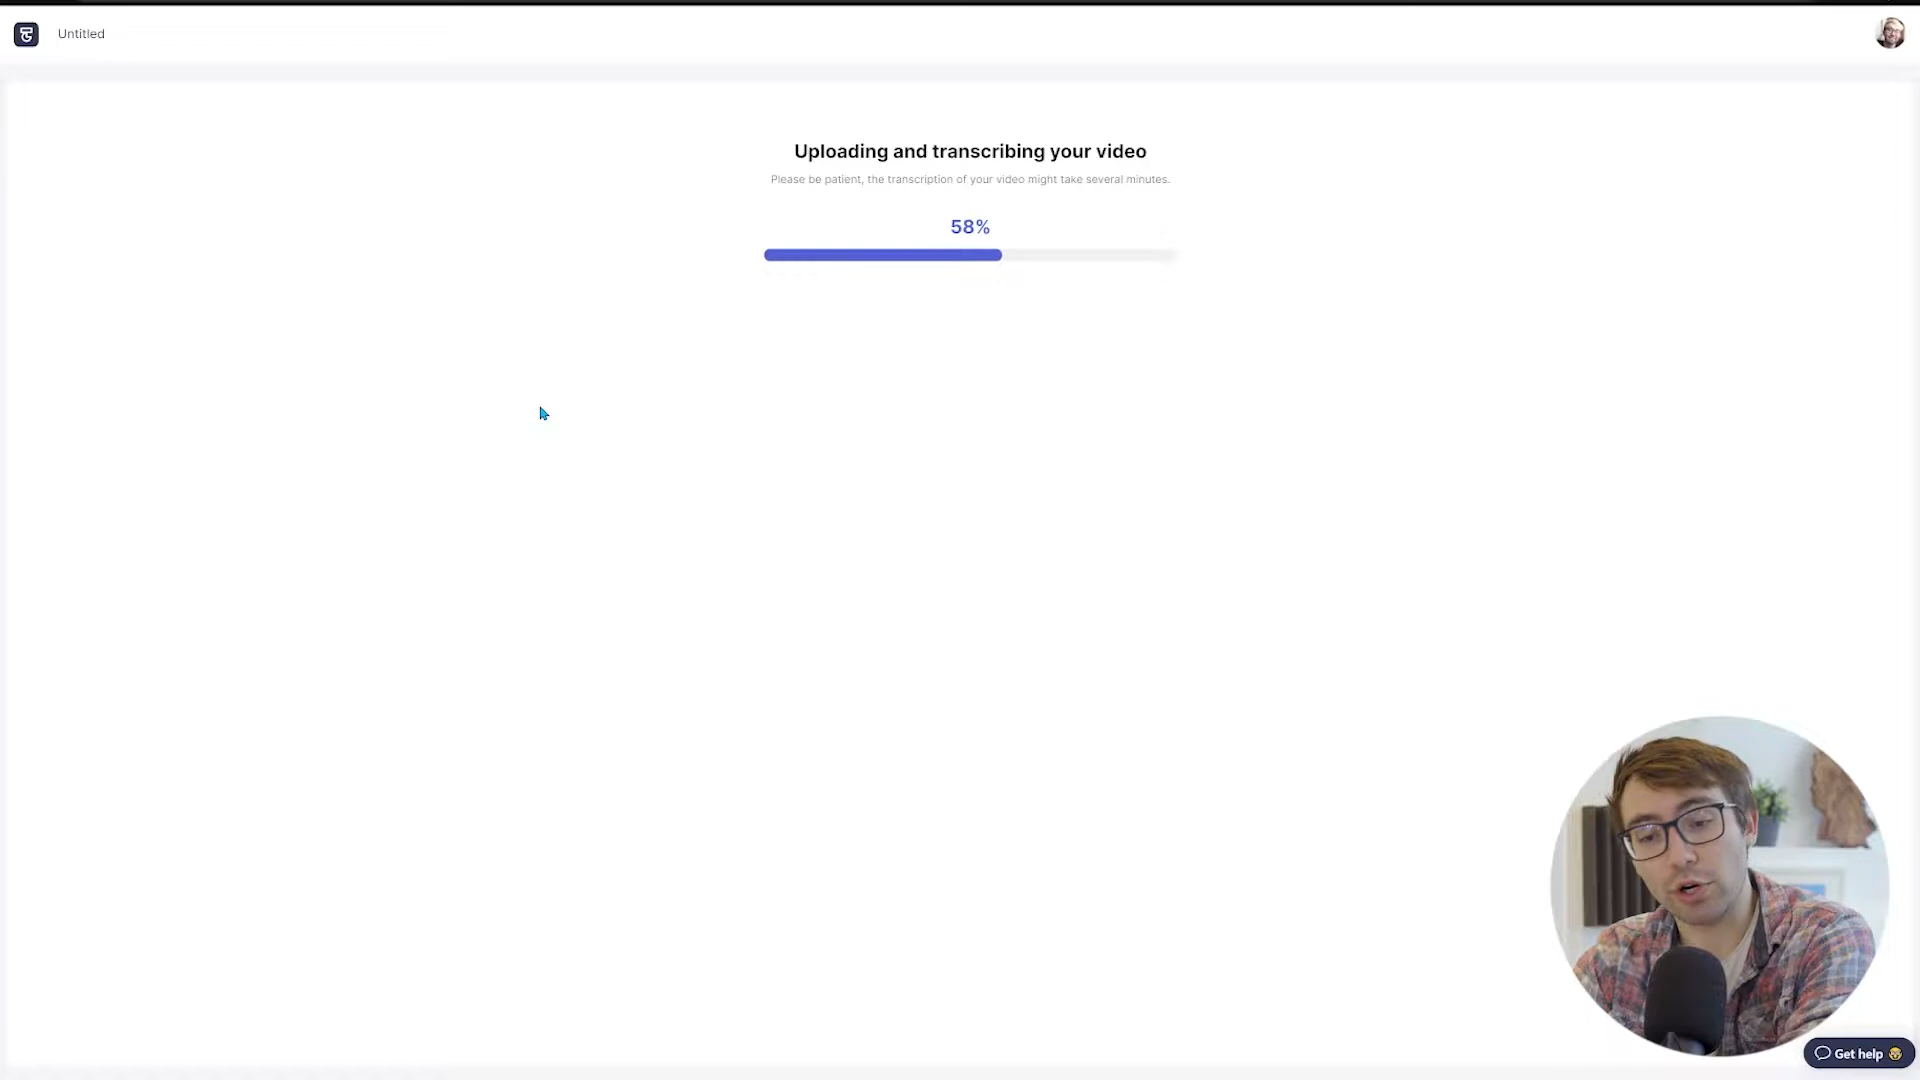 Untitled
Uploading and transcribing your video
Please be patient, the transcription of your video might take several minutes.
58%
Get help